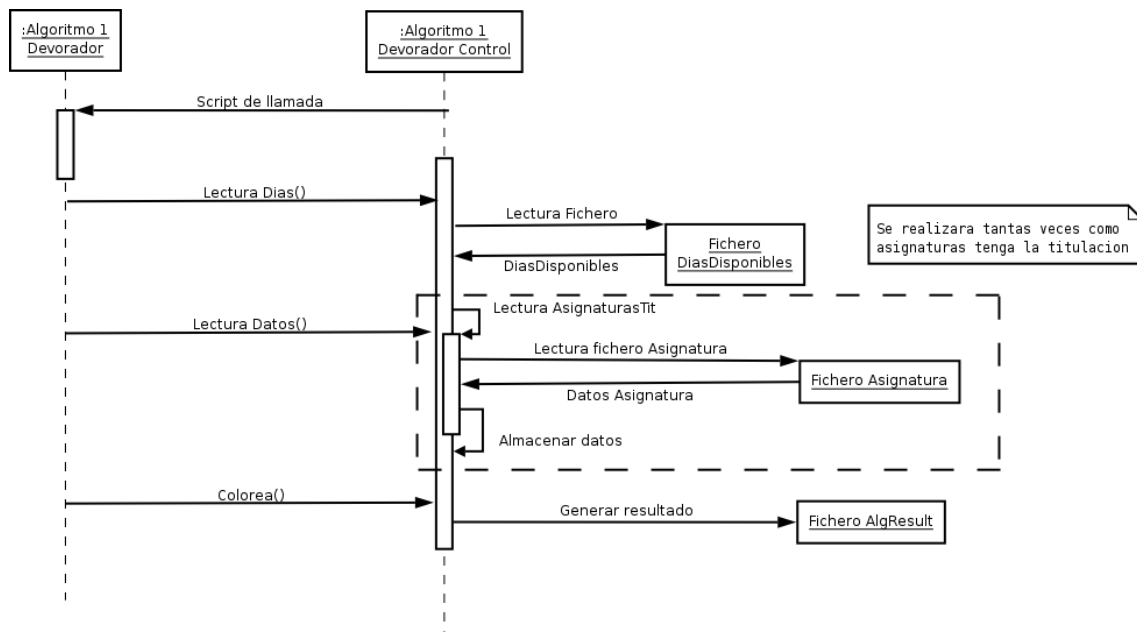 :Algoritmo 1
Devorador
:Algoritmo 1
Devorador Control
Script de llamada
Lectura Dias()
Lectura Fichero
Fichero
DiasDisponibles
DiasDisponibles
Se realizara tantas veces como
asignaturas tenga la titulacion
Lectura AsignaturasTit
Lectura Datos()
Lectura fichero Asignatura
Fichero Asignatura
Datos Asignatura
Almacenar datos
Colorea()
Generar resultado
Fichero AlgResult